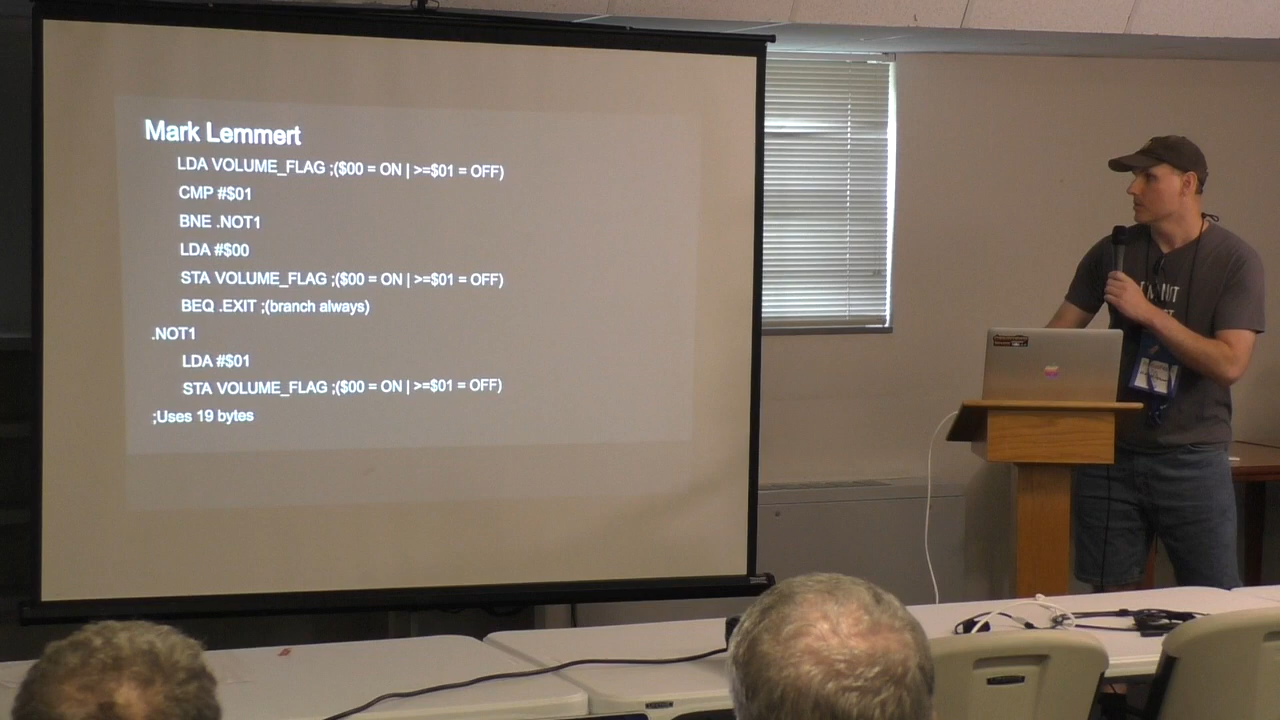 Mark Lemmert
LDA VOLUME_FLAG ;($00 = ON | >=$01 = OFF)
CMP #$01
BNE .NOT1
LDA #$00
STA VOLUME_FLAG ;($00 = ON | >=$01 = OFF)
BEQ .EXIT ;(branch always)
.NOT1
LDA #$01
STA VOLUME_FLAG ;($00 = ON | >=$01 = OFF)
;Uses 19 bytes